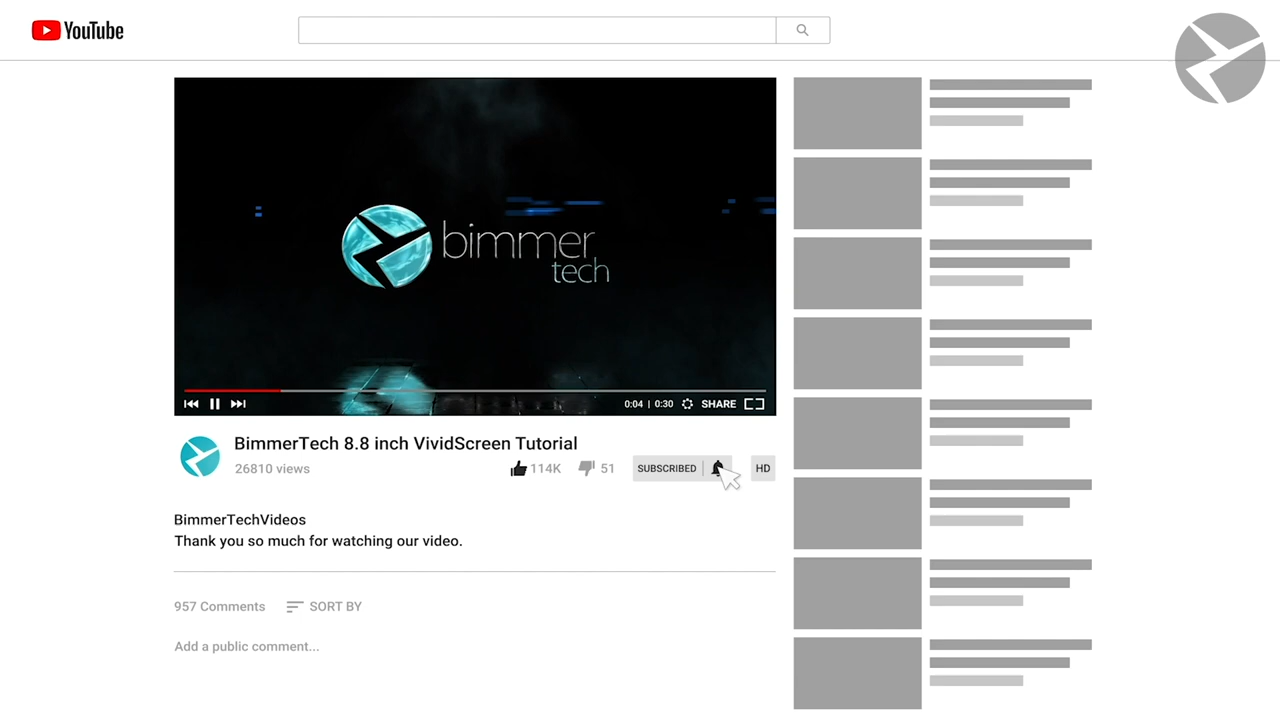 YouTube
bimmer
tech
0:04 | 0:30 SHARE
BimmerTech 8.8 inch VividScreen Tutorial
26810 views 114K 51 SUBSCRIBED HD
BimmerTechVideos
Thank you so much for watching our video.
957 Comments SORT BY
Add a public comment...